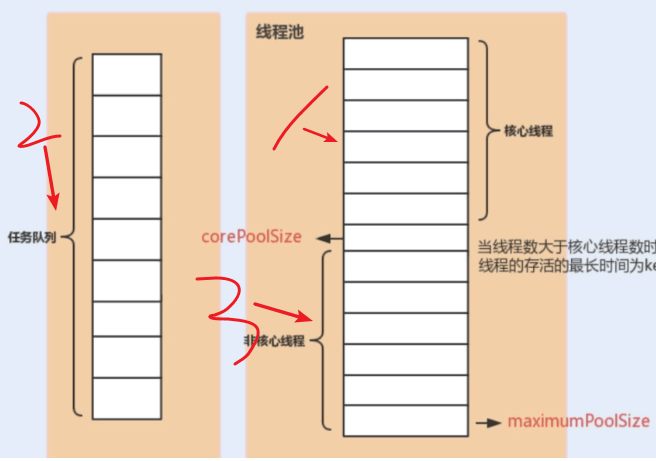 线程池
1
核心线程
2
任务队列
corePoolSize
当线程数大于核心线程数时
线程的存活的最长时间为ke
3
非核心线程
maximumPoolSize